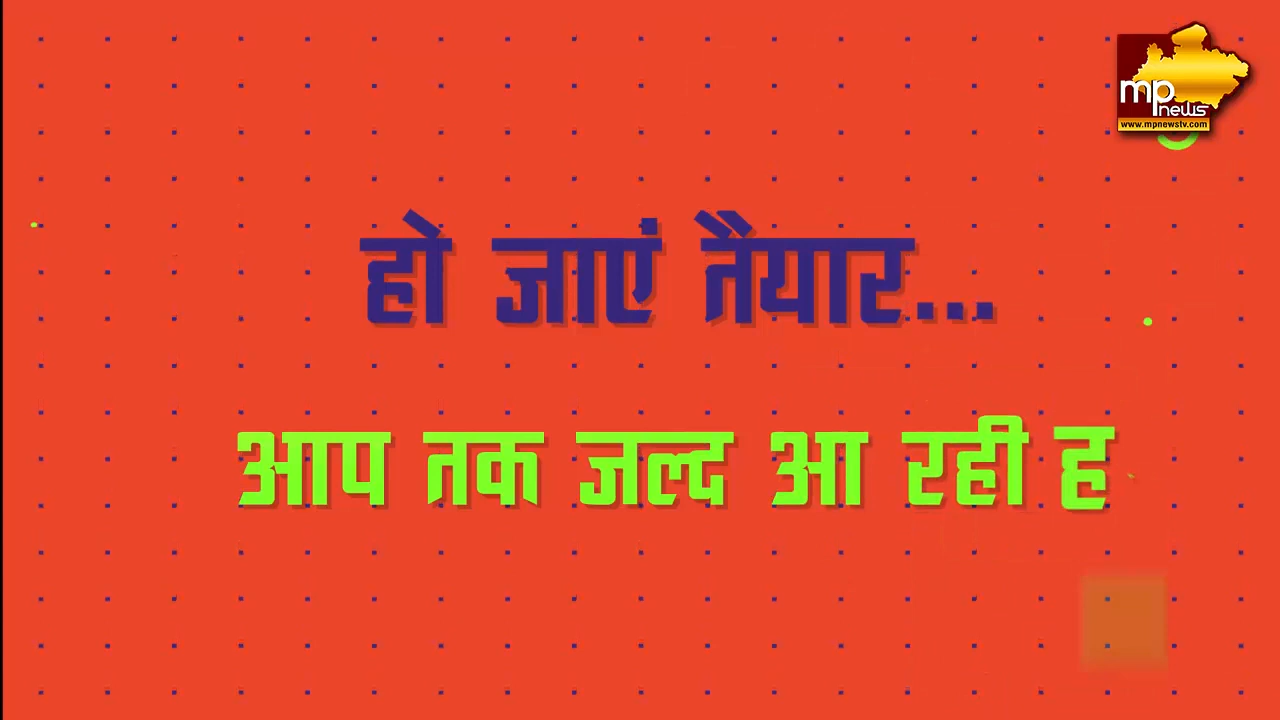 mp
news
www.mpnewstv.com
हो जाएं तैयार...
आप तक जल्द आ रही ह